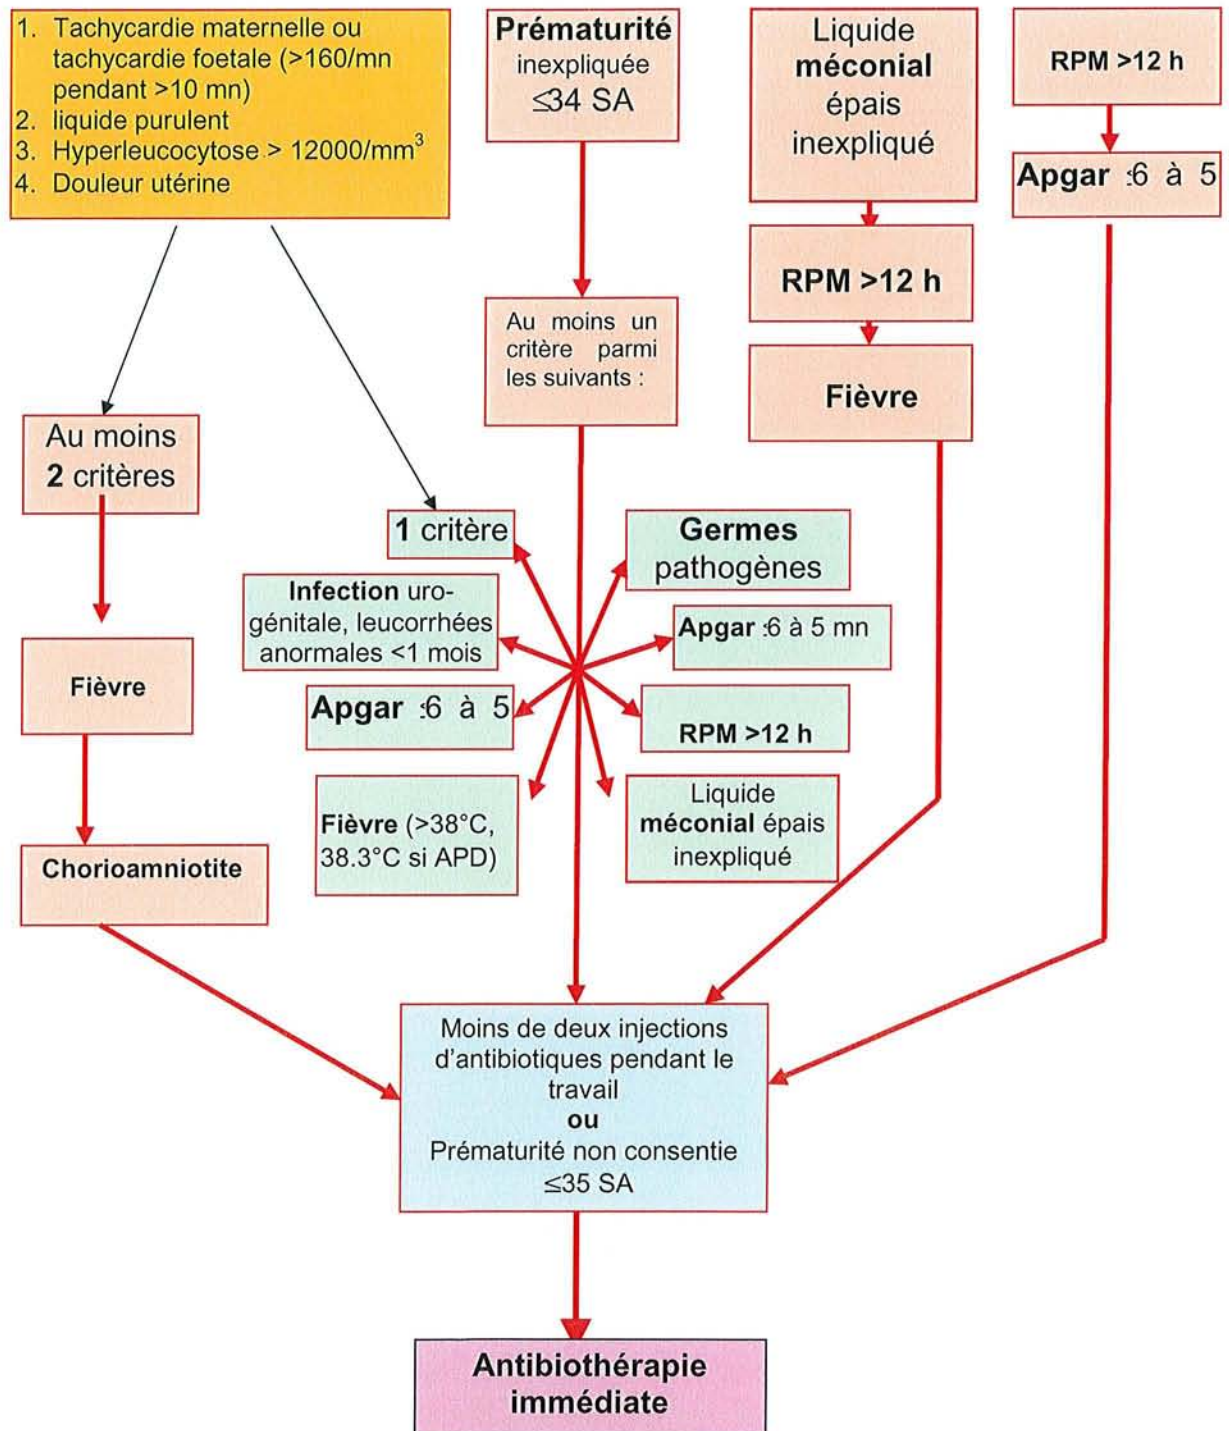 1. Tachycardie maternelle ou
tachycardie foetale (>160/mn
pendant >10 mn)
2. liquide purulent
3. Hyperleucocytose > 12000/mm³
4. Douleur utérine
Prématurité
inexpliquée
≤34 SA
Liquide
méconial
épais
inexpliqué
RPM >12 h
Apgar :6 à 5
RPM >12 h
Au moins un
critère parmi
les suivants :
Fièvre
Au moins
2 critères
1 critère
Germes
pathogènes
Infection uro-
génitale, leucorrhées
anormales <1 mois
Apgar :6 à 5 mn
Fièvre
Apgar :6 à 5
RPM >12 h
Fièvre (>38°C,
38.3°C si APD)
Liquide
méconial épais
inexpliqué
Chorioamniotite
Moins de deux injections
d'antibiotiques pendant le
travail
ou
Prématurité non consentie
≤35 SA
Antibiothérapie
immédiate